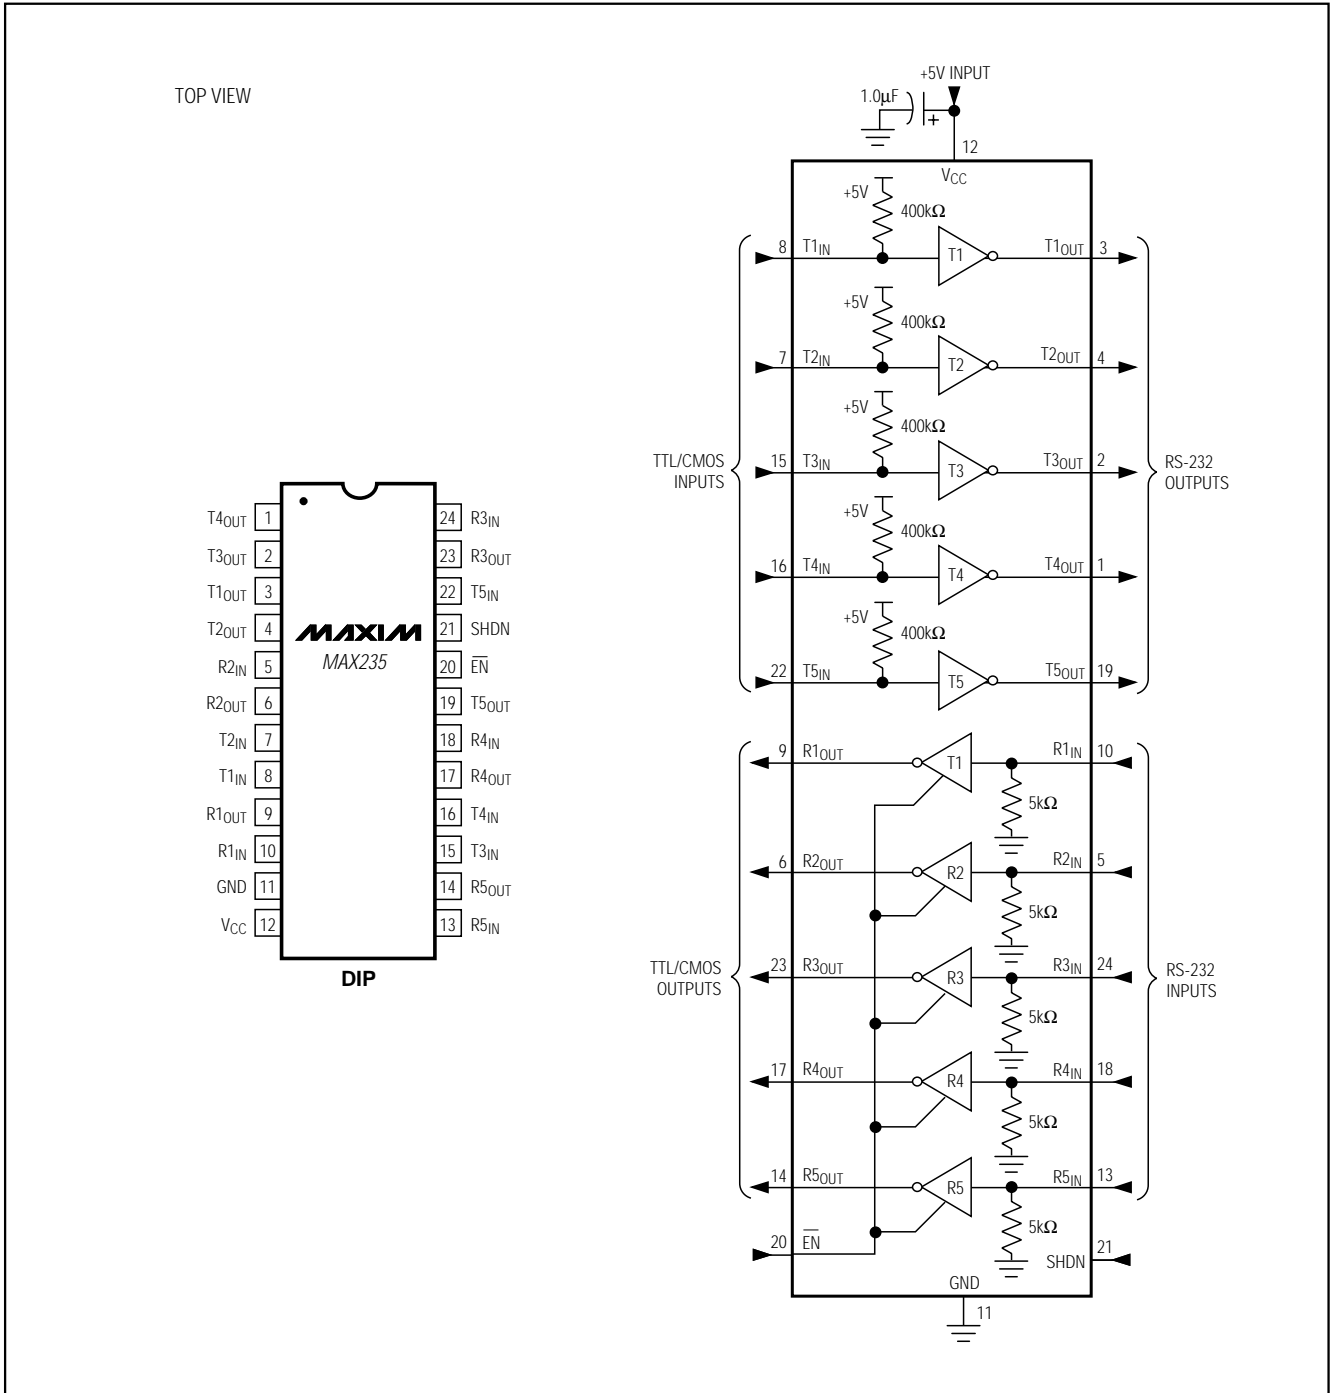 TOP VIEW
+5V INPUT
1.0μF
+
12
VCC
+5V
400kΩ
8 T1IN
T1
T1OUT 3
+5V
400kΩ
7 T2IN
T2
T2OUT 4
+5V
400kΩ
15 T3IN
T3
T3OUT 2
+5V
400kΩ
16 T4IN
T4
T4OUT 1
+5V
400kΩ
22 T5IN
T5
T5OUT 19
TTL/CMOS
INPUTS
RS-232
OUTPUTS
T4OUT 1
T3OUT 2
T1OUT 3
T2OUT 4
R2IN 5
R2OUT 6
T2IN 7
T1IN 8
R1OUT 9
R1IN 10
GND 11
VCC 12
MAXIM
MAX235
24 R3IN
23 R3OUT
22 T5IN
21 SHDN
20 EN
19 T5OUT
18 R4IN
17 R4OUT
16 T4IN
15 T3IN
14 R5OUT
13 R5IN
DIP
9 R1OUT
T1
R1IN 10
5kΩ
6 R2OUT
R2
R2IN 5
5kΩ
23 R3OUT
R3
R3IN 24
5kΩ
17 R4OUT
R4
R4IN 18
5kΩ
14 R5OUT
R5
R5IN 13
5kΩ
TTL/CMOS
OUTPUTS
RS-232
INPUTS
20 EN
SHDN 21
GND
11